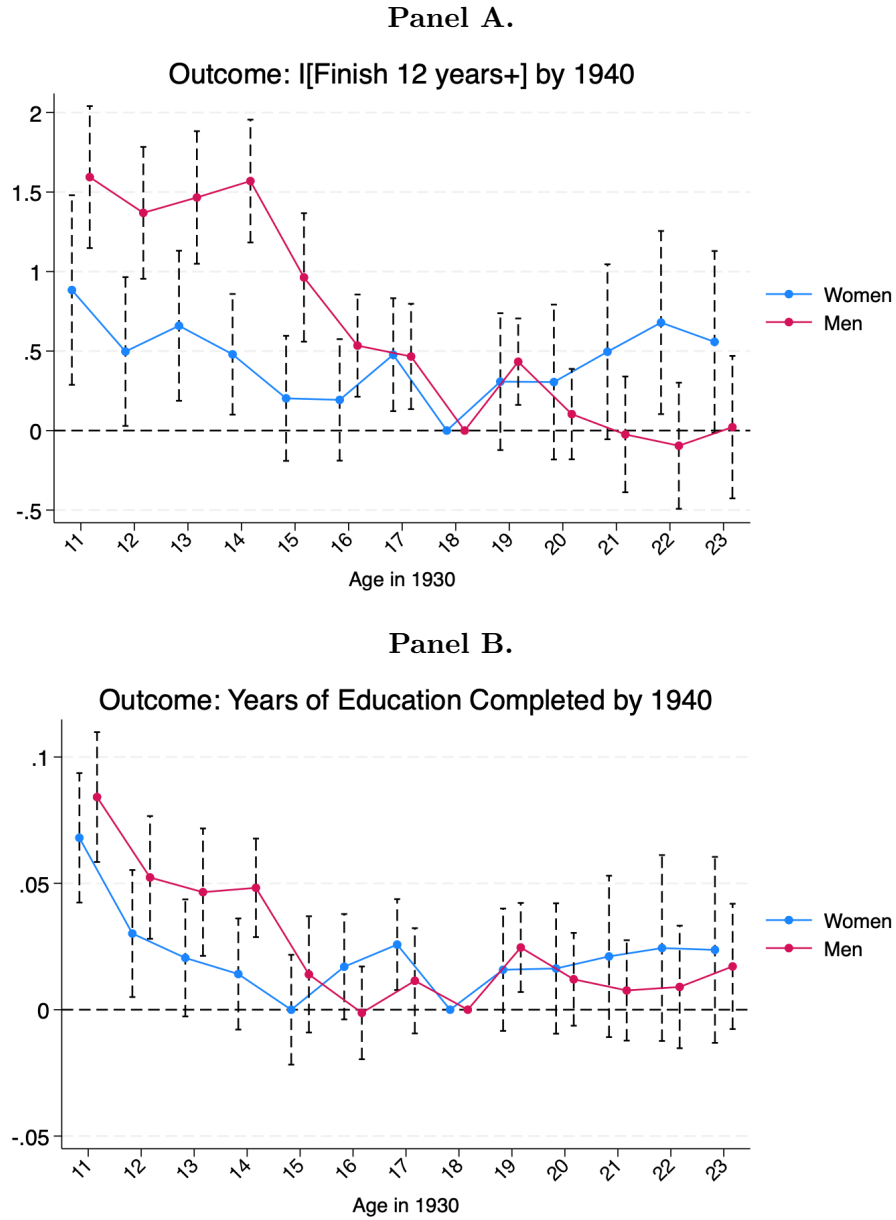 Panel A.
Outcome: I[Finish 12 years+] by 1940
2
1.5
1
.5
0
-.5
Women
Men
11 12 13 14 15 16 17 18 19 20 21 22 23
Age in 1930
Panel B.
Outcome: Years of Education Completed by 1940
.1
.05
0
-.05
Women
Men
11 12 13 14 15 16 17 18 19 20 21 22 23
Age in 1930